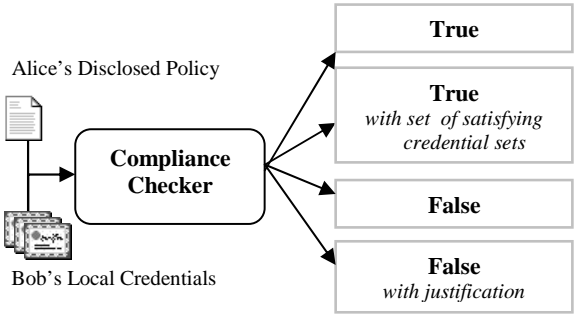 Alice's Disclosed Policy
Compliance
Checker
Bob's Local Credentials
True
True
with set of satisfying
credential sets
False
False
with justification